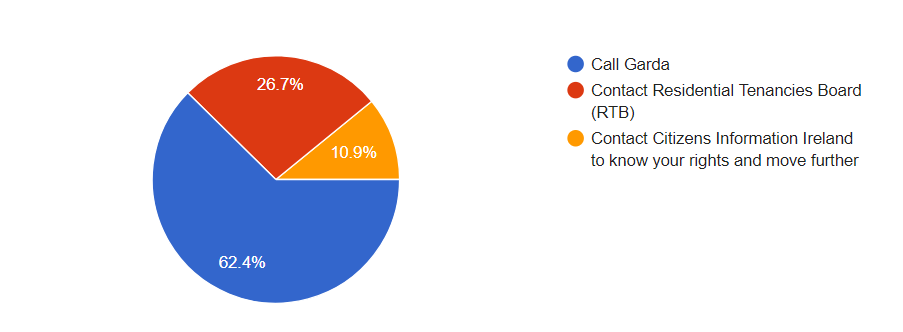 26.7%
10.9%
62.4%
Call Garda
Contact Residential Tenancies Board
(RTB)
Contact Citizens Information Ireland
to know your rights and move further